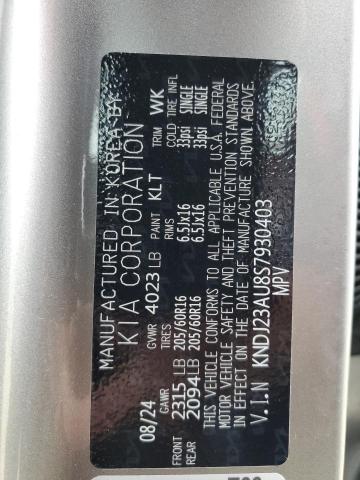 MANUFACTURED IN KOREA BY
KIA CORPORATION
08/24 GVWR 4023 LB PAINT KLT TRIM WK
GAWR TIRES RIMS COLD TIRE INFL
FRONT 2315 LB 205/60R16 6.5JX16 33psi SINGLE
REAR 2094 LB 205/60R16 6.5JX16 33psi SINGLE
THIS VEHICLE CONFORMS TO ALL APPLICABLE U.S.A. FEDERAL
MOTOR VEHICLE SAFETY AND THEFT PREVENTION STANDARDS
IN EFFECT ON THE DATE OF MANUFACTURE SHOWN ABOVE.
V.I.N KNDJ23AU8S7930403
MPV